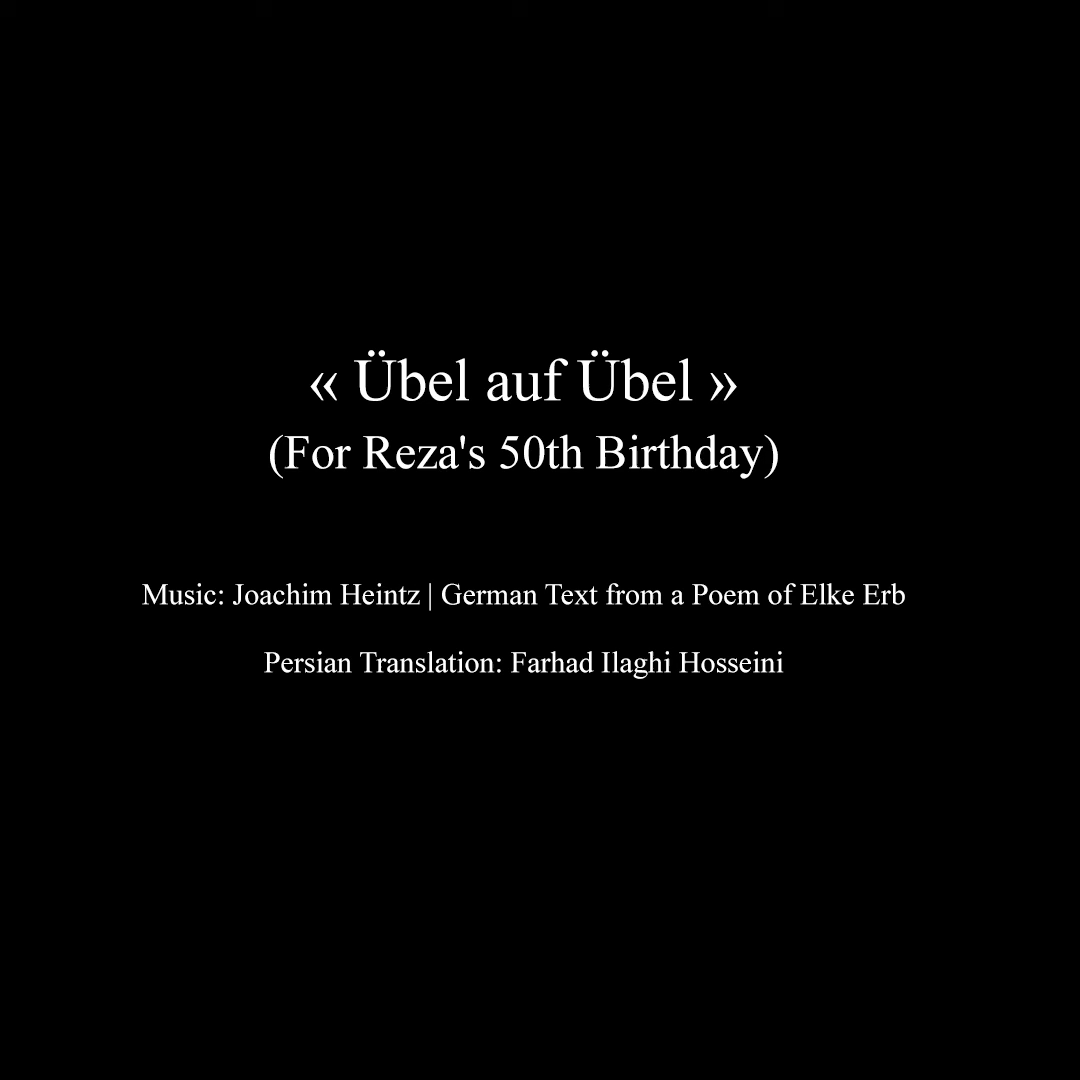 « Übel auf Übel »
(For Reza's 50th Birthday)
Music: Joachim Heintz | German Text from a Poem of Elke Erb
Persian Translation: Farhad Ilaghi Hosseini